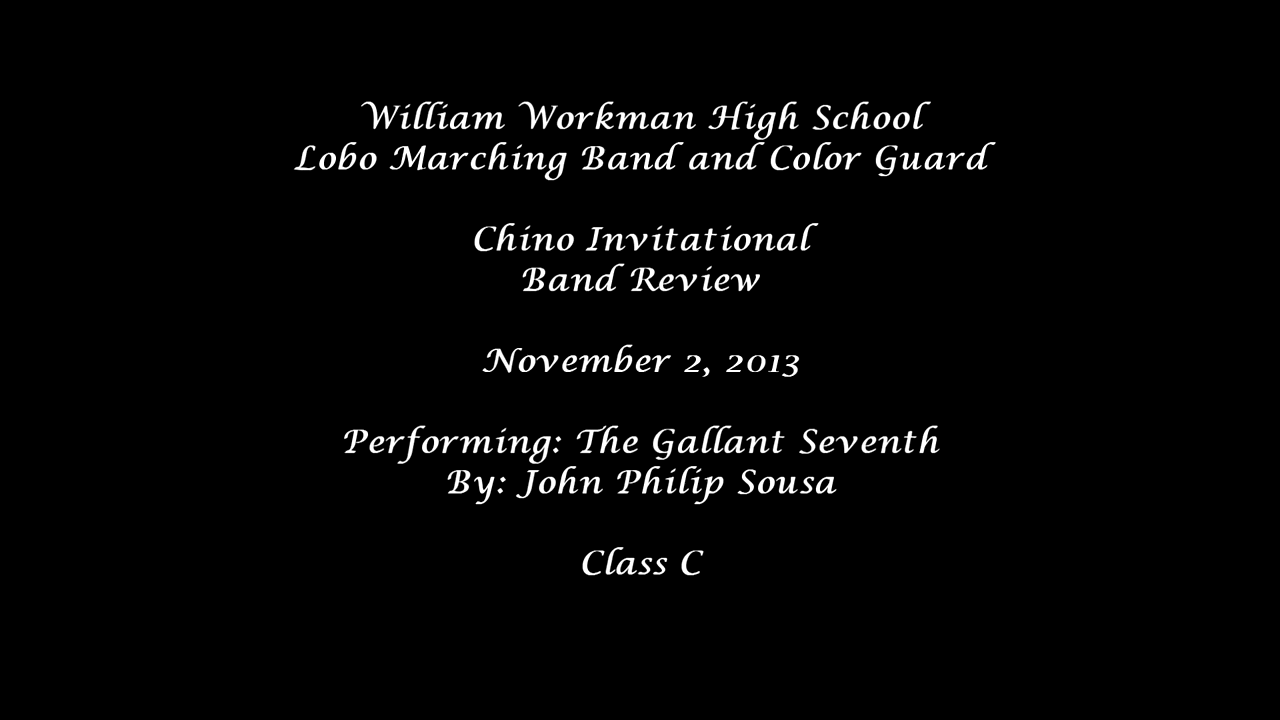 William Workman High School
Lobo Marching Band and Color Guard
Chino Invitational
Band Review
November 2, 2013
Performing: The Gallant Seventh
By: John Philip Sousa
Class C